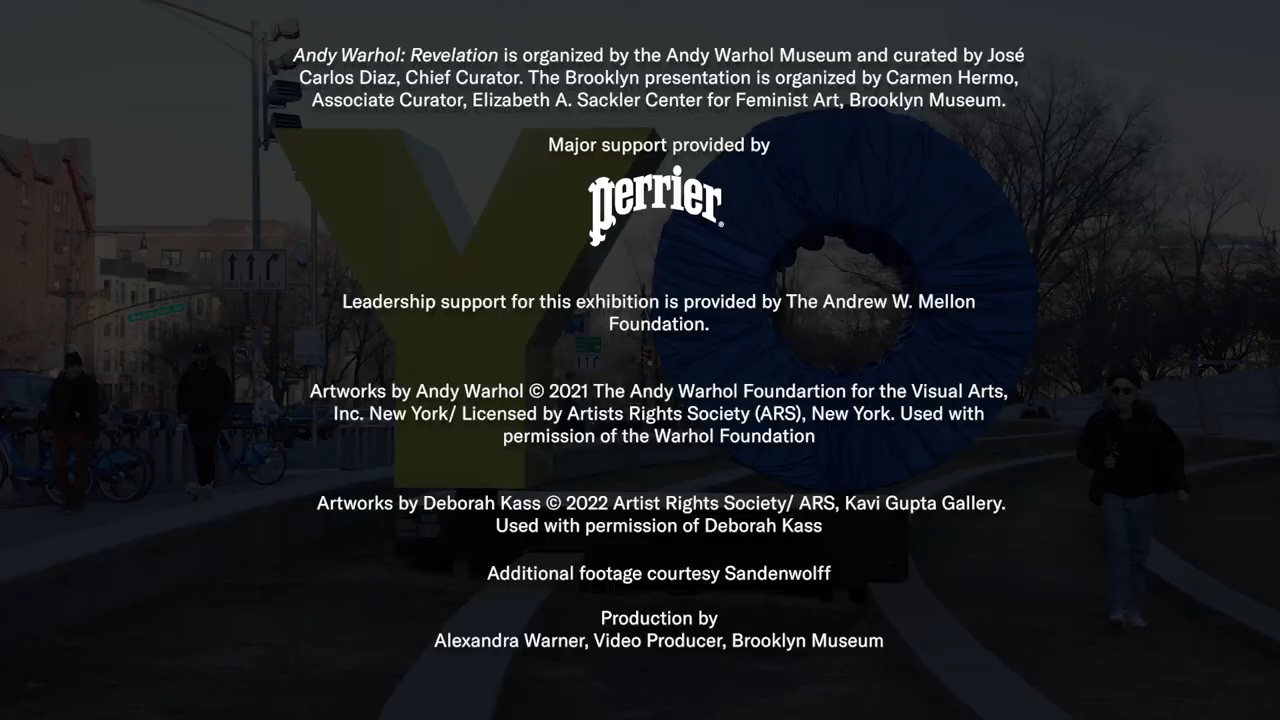 Andy Warhol: Revelation is organized by the Andy Warhol Museum and curated by José
Carlos Diaz, Chief Curator. The Brooklyn presentation is organized by Carmen Hermo,
Associate Curator, Elizabeth A. Sackler Center for Feminist Art, Brooklyn Museum.
Major support provided by
perrier®
Leadership support for this exhibition is provided by The Andrew W. Mellon
Foundation.
Artworks by Andy Warhol © 2021 The Andy Warhol Foundartion for the Visual Arts,
Inc. New York/ Licensed by Artists Rights Society (ARS), New York. Used with
permission of the Warhol Foundation
Artworks by Deborah Kass © 2022 Artist Rights Society/ ARS, Kavi Gupta Gallery.
Used with permission of Deborah Kass
Additional footage courtesy Sandenwolff
Production by
Alexandra Warner, Video Producer, Brooklyn Museum
YO